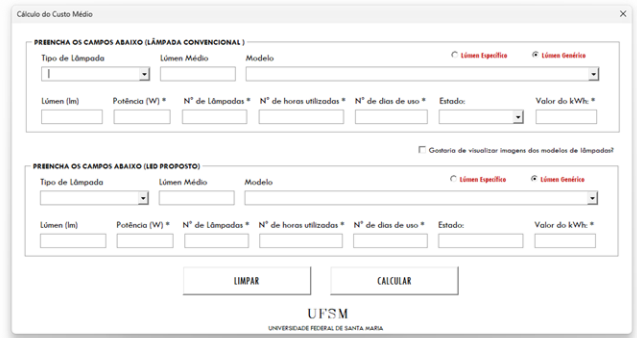 Cálculo do Custo Médio
PREENCHA OS CAMPOS ABAIXO (LÂMPADA CONVENCIONAL )
Tipo de Lâmpada Lúmen Médio Modelo Lúmen Específico Lúmen Genérico
Lúmen (lm) Potência (W) * N° de Lâmpadas * N° de horas utilizadas * N° de dias de uso * Estado: Valor do kWh: *
Gostaria de visualizar imagens dos modelos de lâmpadas?
PREENCHA OS CAMPOS ABAIXO (LED PROPOSTO)
Tipo de Lâmpada Lúmen Médio Modelo Lúmen Específico Lúmen Genérico
Lúmen (lm) Potência (W) * N° de Lâmpadas * N° de horas utilizadas * N° de dias de uso * Estado: Valor do kWh: *
LIMPAR CALCULAR
UFSM
UNIVERSIDADE FEDERAL DE SANTA MARIA